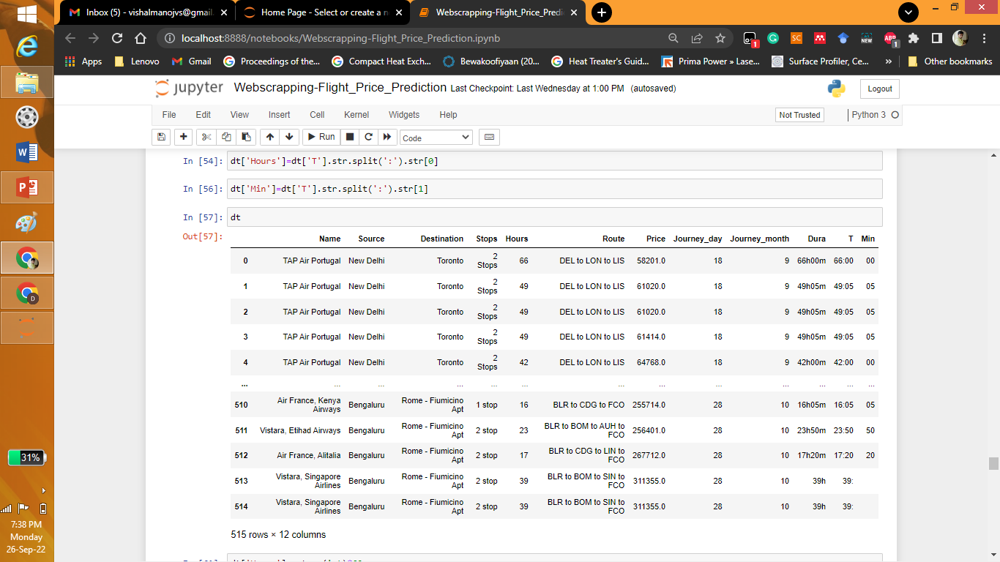 Inbox (5) - vishalmanojvs@gmail.
Home Page - Select or create a n
Webscrapping-Flight_Price_Predi
localhost:8888/notebooks/Webscrapping-Flight_Price_Prediction.ipynb
Apps Lenovo Gmail Proceedings of the... Compact Heat Exch... Bewakoofiyaan (20... Heat Treater's Guid... Prima Power » Lase... Surface Profiler, Ce... » Other bookmarks
jupyter Webscrapping-Flight_Price_Prediction Last Checkpoint: Last Wednesday at 1:00 PM (autosaved) Logout
File Edit View Insert Cell Kernel Widgets Help Not Trusted Python 3
Run Code
In [54]: dt['Hours']=dt['T'].str.split(':').str[0]
In [56]: dt['Min']=dt['T'].str.split(':').str[1]
In [57]: dt
Out[57]:
Name Source Destination Stops Hours Route Price Journey_day Journey_month Dura T Min
0 TAP Air Portugal New Delhi Toronto 2 Stops 66 DEL to LON to LIS 58201.0 18 9 66h00m 66:00 00
1 TAP Air Portugal New Delhi Toronto 2 Stops 49 DEL to LON to LIS 61020.0 18 9 49h05m 49:05 05
2 TAP Air Portugal New Delhi Toronto 2 Stops 49 DEL to LON to LIS 61020.0 18 9 49h05m 49:05 05
3 TAP Air Portugal New Delhi Toronto 2 Stops 49 DEL to LON to LIS 61414.0 18 9 49h05m 49:05 05
4 TAP Air Portugal New Delhi Toronto 2 Stops 42 DEL to LON to LIS 64768.0 18 9 42h00m 42:00 00
... ... ... ... ... ... ... ... ... ... ... ... ...
510 Air France, Kenya Airways Bengaluru Rome - Fiumicino Apt 1 stop 16 BLR to CDG to FCO 255714.0 28 10 16h05m 16:05 05
511 Vistara, Etihad Airways Bengaluru Rome - Fiumicino Apt 2 stop 23 BLR to BOM to AUH to FCO 256401.0 28 10 23h50m 23:50 50
512 Air France, Alitalia Bengaluru Rome - Fiumicino Apt 2 stop 17 BLR to CDG to LIN to FCO 267712.0 28 10 17h20m 17:20 20
513 Vistara, Singapore Airlines Bengaluru Rome - Fiumicino Apt 2 stop 39 BLR to BOM to SIN to FCO 311355.0 28 10 39h 39:
514 Vistara, Singapore Airlines Bengaluru Rome - Fiumicino Apt 2 stop 39 BLR to BOM to SIN to FCO 311355.0 28 10 39h 39:
515 rows × 12 columns
31%
7:38 PM
Monday
26-Sep-22